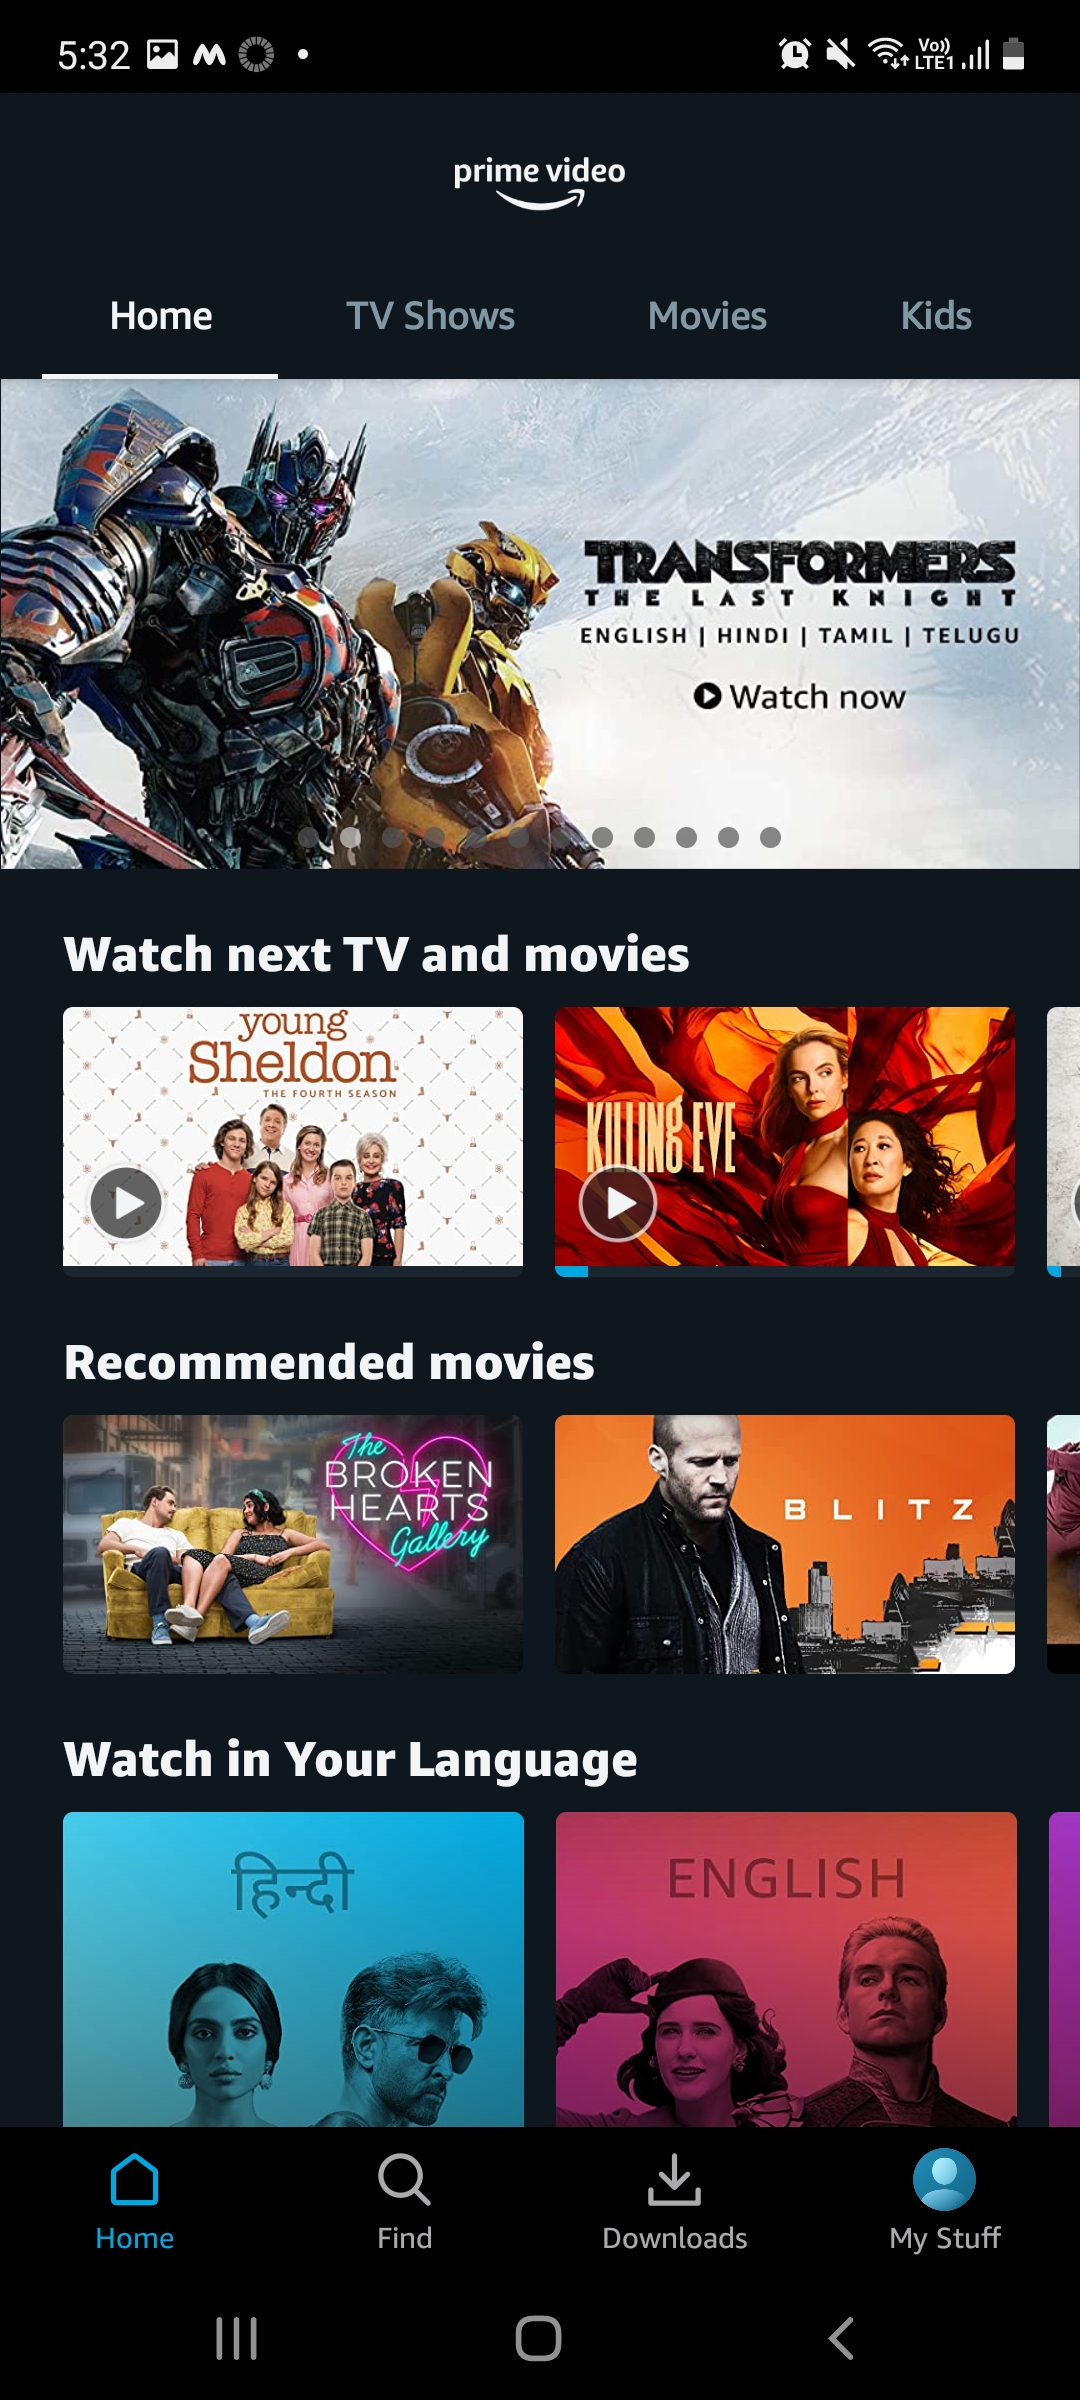 5:32
Vo))
LTE1
prime video
Home TV Shows Movies Kids
TRANSFORMERS
THE LAST KNIGHT
ENGLISH | HINDI | TAMIL | TELUGU
Watch now
Watch next TV and movies
young
Sheldon
THE FOURTH SEASON
KILLING EVE
Recommended movies
The
BROKEN
HEARTS
Gallery
BLITZ
Watch in Your Language
हिन्दी
ENGLISH
Home Find Downloads My Stuff